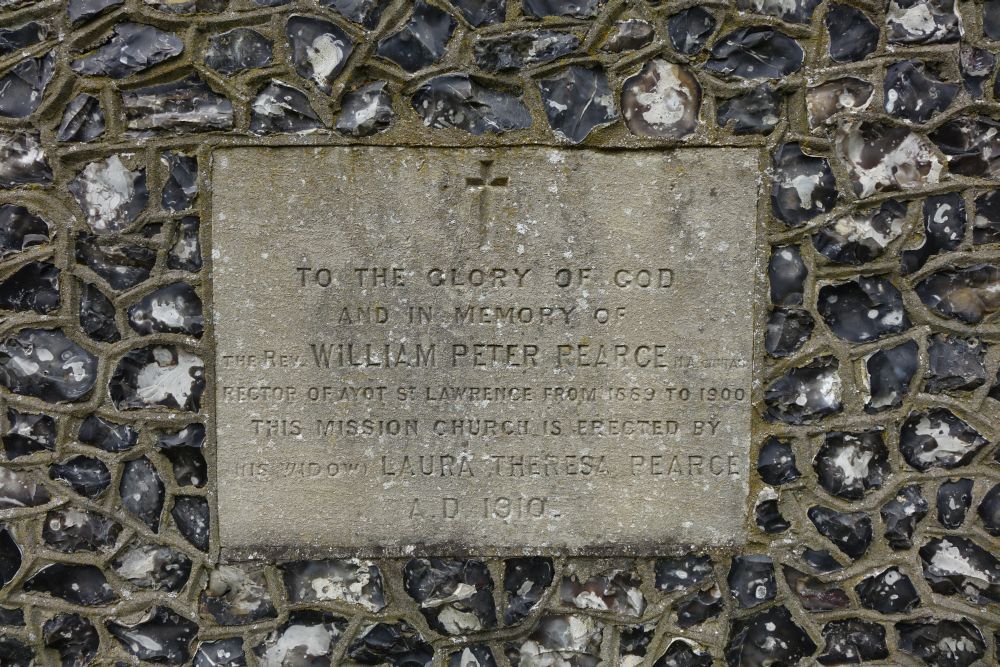 TO THE GLORY OF GOD
AND IN MEMORY OF
THE REV. WILLIAM PETER PEARCE M.A.
RECTOR OF AYOT ST LAWRENCE FROM 1889 TO 1900
THIS MISSION CHURCH IS ERECTED BY
(HIS WIDOW) LAURA THERESA PEARCE
A.D. 1910.